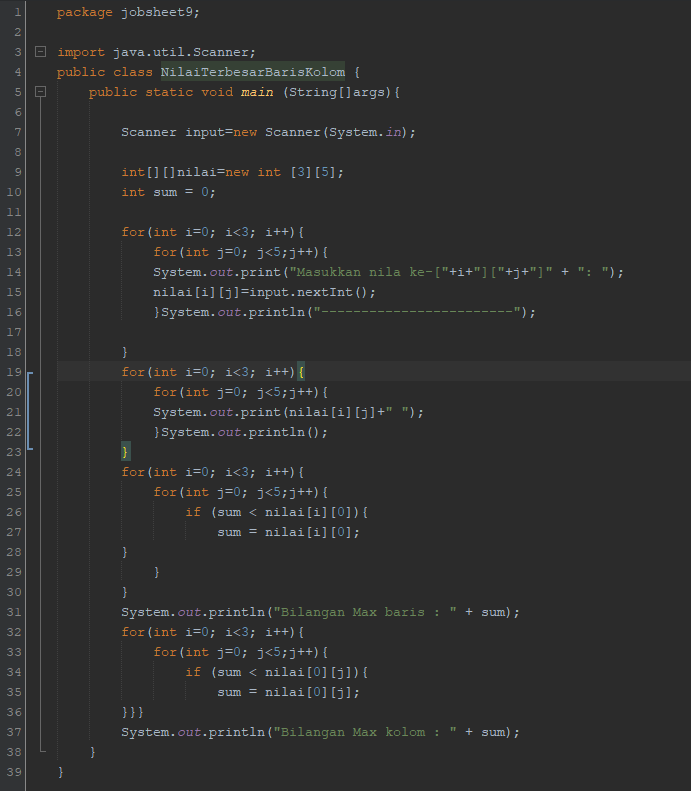 1 package jobsheet9;
2
3 import java.util.Scanner;
4 public class NilaiTerbesarBarisKolom {
5     public static void main (String[]args){
6
7         Scanner input=new Scanner(System.in);
8
9         int[][]nilai=new int [3][5];
10         int sum = 0;
11
12         for(int i=0; i<3; i++){
13             for(int j=0; j<5;j++){
14             System.out.print("Masukkan nila ke-["+i+"]["+j+"]" + ": ");
15             nilai[i][j]=input.nextInt();
16             }System.out.println("------------------------");
17
18         }
19         for(int i=0; i<3; i++){
20             for(int j=0; j<5;j++){
21             System.out.print(nilai[i][j]+" ");
22             }System.out.println();
23         }
24         for(int i=0; i<3; i++){
25             for(int j=0; j<5;j++){
26                 if (sum < nilai[i][0]){
27                     sum = nilai[i][0];
28         }
29             }
30         }
31         System.out.println("Bilangan Max baris : " + sum);
32         for(int i=0; i<3; i++){
33             for(int j=0; j<5;j++){
34                 if (sum < nilai[0][j]){
35                     sum = nilai[0][j];
36         }}}
37         System.out.println("Bilangan Max kolom : " + sum);
38     }
39 }